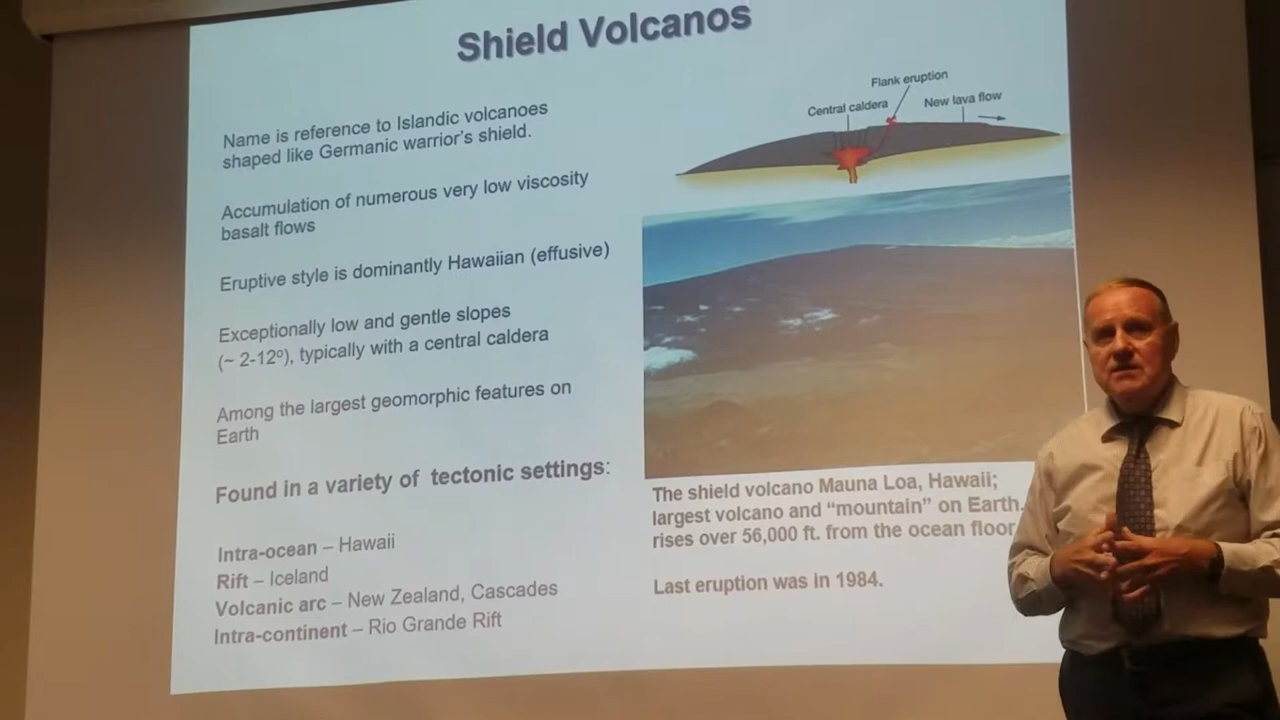 Shield Volcanos
Name is reference to Islandic volcanoes
shaped like Germanic warrior's shield.
Accumulation of numerous very low viscosity
basalt flows
Eruptive style is dominantly Hawaiian (effusive)
Exceptionally low and gentle slopes
(~ 2-12º), typically with a central caldera
Among the largest geomorphic features on
Earth
Found in a variety of tectonic settings:
Intra-ocean – Hawaii
Rift – Iceland
Volcanic arc – New Zealand, Cascades
Intra-continent – Rio Grande Rift
Flank eruption
Central caldera
New lava flow
The shield volcano Mauna Loa, Hawaii;
largest volcano and “mountain” on Earth.
rises over 56,000 ft. from the ocean floor
Last eruption was in 1984.